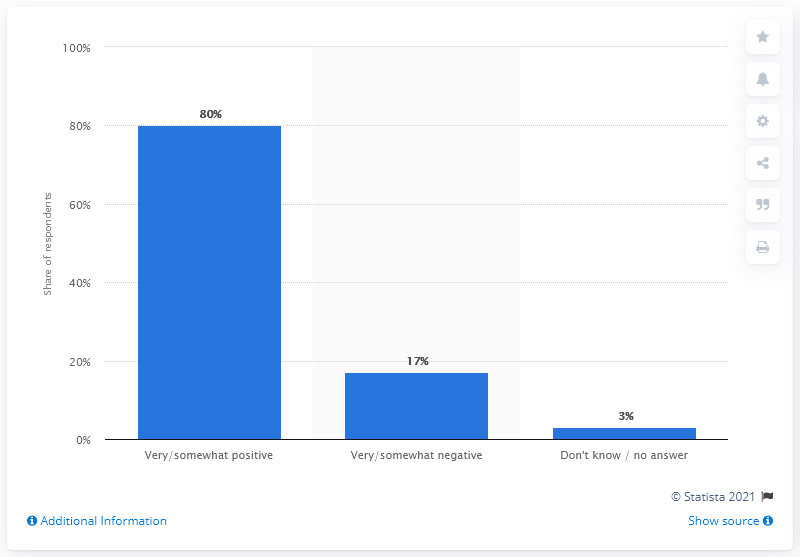 100%
80%
80%
60%
Share of respondents
40%
20%
17%
3%
0%
Very/somewhat positive
Very/somewhat negative
Don't know / no answer
© Statista 2021
Additional Information
Show source